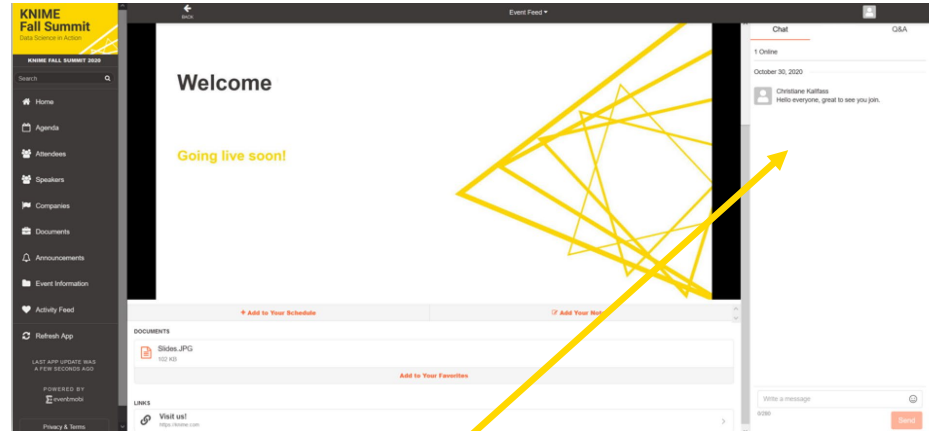 KNIME
Fall Summit
Data Science in Action
KNIME FALL SUMMIT 2020
Search
Home
Agenda
Attendees
Speakers
Companies
Documents
Announcements
Event Information
Activity Feed
Refresh App
LAST APP UPDATE WAS
A FEW SECONDS AGO
POWERED BY
eventmobi
Privacy & Terms
BACK
Event Feed
Welcome
Going live soon!
+ Add to Your Schedule
Add Your Not
DOCUMENTS
Slides.JPG
102 KB
Add to Your Favorites
LINKS
Visit us!
https://knime.com
Chat
Q&A
1 Online
October 30, 2020
Christiane Kalfass
Hello everyone, great to see you join.
Write a message
0/280
Send